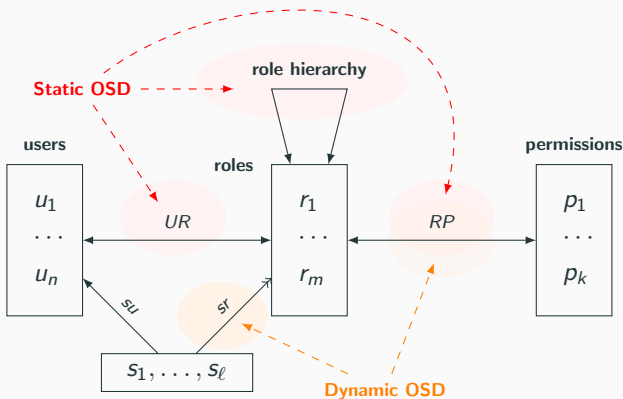 role hierarchy
Static OSD
users
roles
permissions
u₁
. . .
uₙ
UR
r₁
. . .
rₘ
RP
p₁
. . .
pₖ
su
sr
s₁, . . . , sℓ
Dynamic OSD